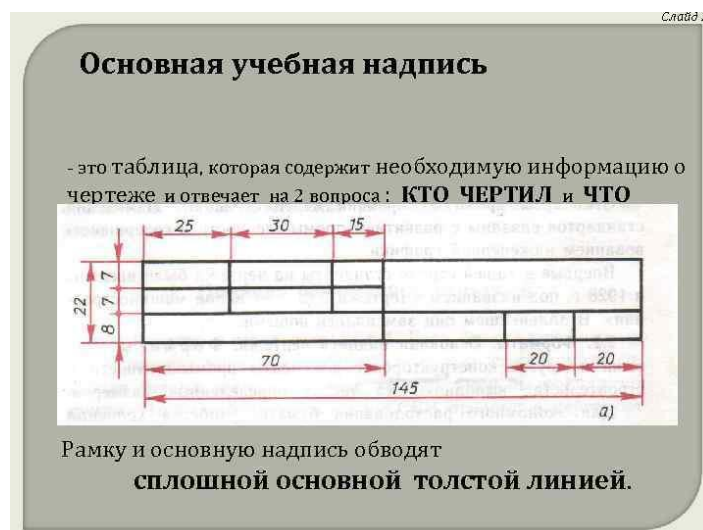 Слайд
Основная учебная надпись
- это таблица, которая содержит необходимую информацию о
чертеже и отвечает на 2 вопроса : КТО ЧЕРТИЛ и ЧТО
25 30 15
7
7
22
8
20 20
70
145
а)
Рамку и основную надпись обводят
сплошной основной толстой линией.